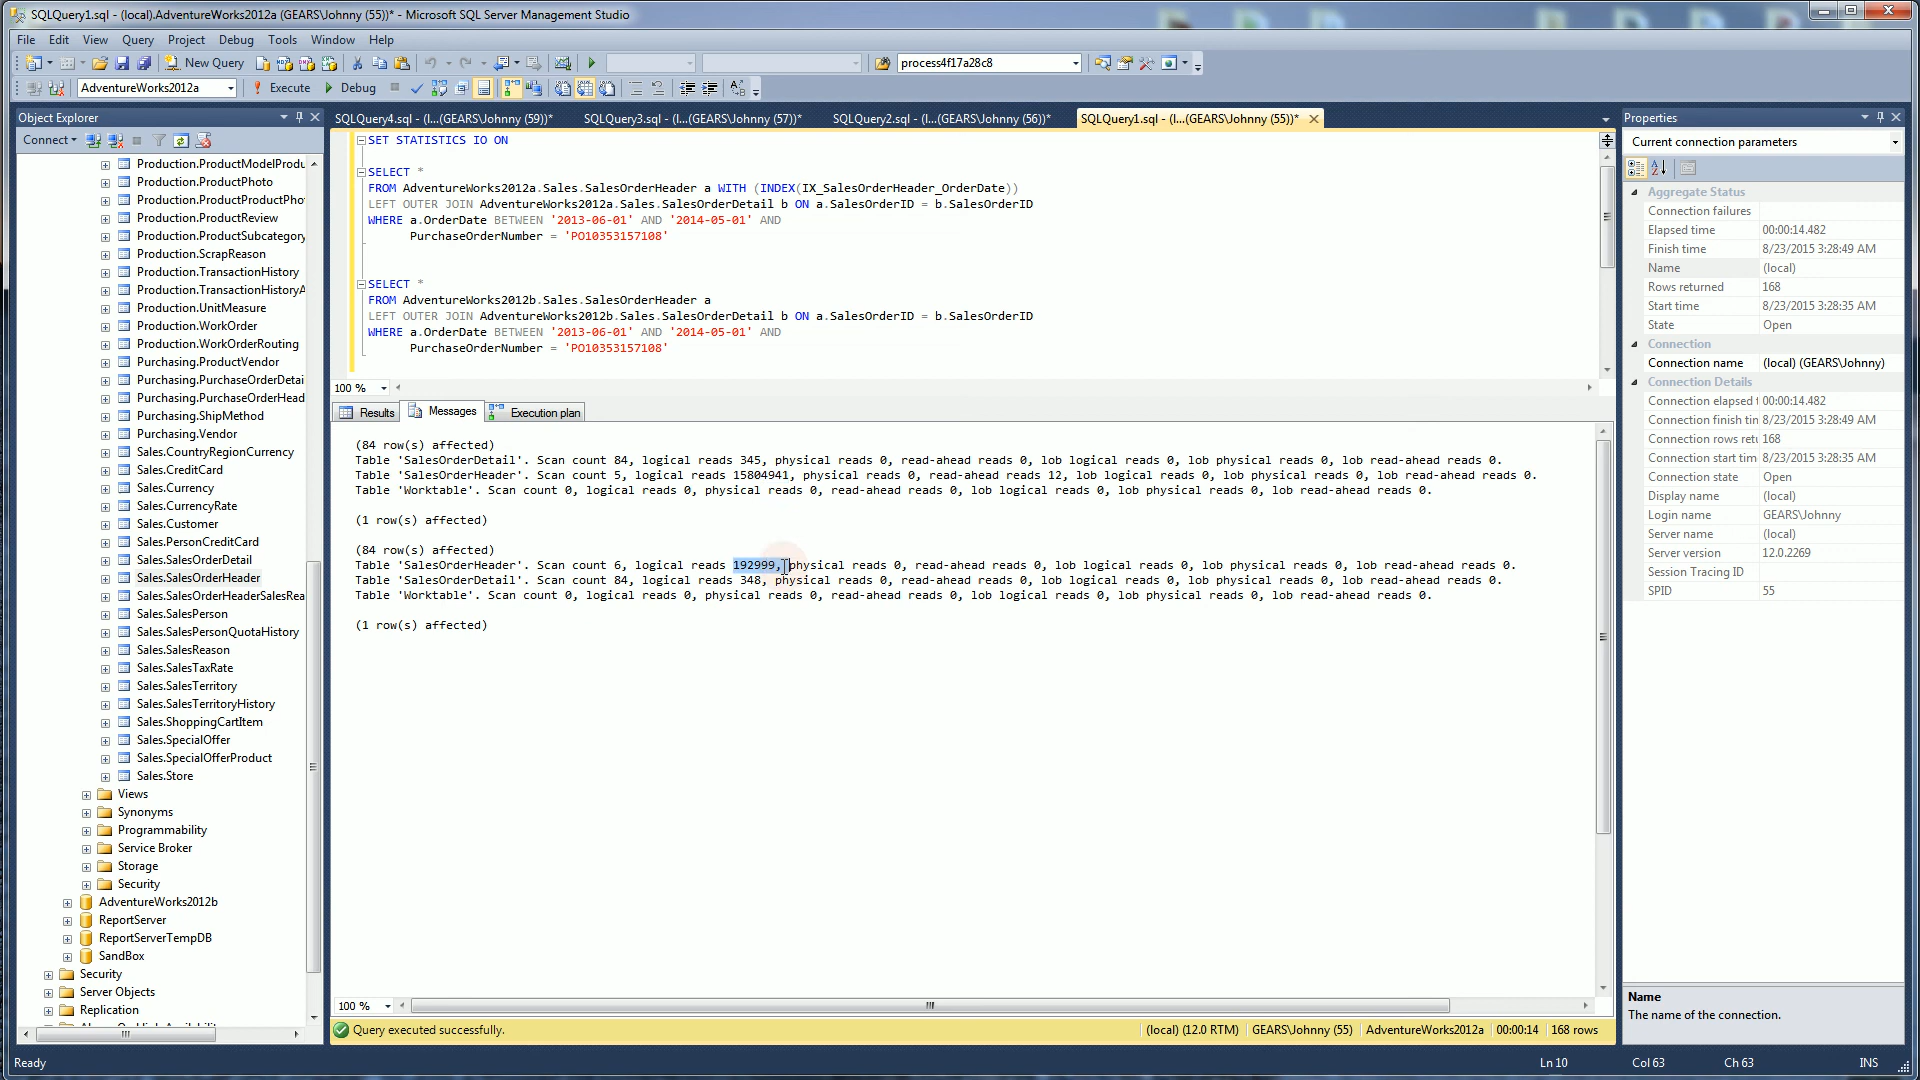 SQLQuery1.sql - (local).AdventureWorks2012a (GEARS\Johnny (55))* - Microsoft SQL Server Management Studio
File Edit View Query Project Debug Tools Window Help
New Query process4f17a28c8
AdventureWorks2012a Execute Debug
Object Explorer
Connect
Production.ProductModelProdu
Production.ProductPhoto
Production.ProductProductPho
Production.ProductReview
Production.ProductSubcategory
Production.ScrapReason
Production.TransactionHistory
Production.TransactionHistoryA
Production.UnitMeasure
Production.WorkOrder
Production.WorkOrderRouting
Purchasing.ProductVendor
Purchasing.PurchaseOrderDetai
Purchasing.PurchaseOrderHead
Purchasing.ShipMethod
Purchasing.Vendor
Sales.CountryRegionCurrency
Sales.CreditCard
Sales.Currency
Sales.CurrencyRate
Sales.Customer
Sales.PersonCreditCard
Sales.SalesOrderDetail
Sales.SalesOrderHeader
Sales.SalesOrderHeaderSalesRea
Sales.SalesPerson
Sales.SalesPersonQuotaHistory
Sales.SalesReason
Sales.SalesTaxRate
Sales.SalesTerritory
Sales.SalesTerritoryHistory
Sales.ShoppingCartItem
Sales.SpecialOffer
Sales.SpecialOfferProduct
Sales.Store
Views
Synonyms
Programmability
Service Broker
Storage
Security
AdventureWorks2012b
ReportServer
ReportServerTempDB
SandBox
Security
Server Objects
Replication
SQLQuery4.sql - (l...(GEARS\Johnny (59))* SQLQuery3.sql - (l...(GEARS\Johnny (57))* SQLQuery2.sql - (l...(GEARS\Johnny (56))* SQLQuery1.sql - (l...(GEARS\Johnny (55))*
SET STATISTICS IO ON
SELECT *
FROM AdventureWorks2012a.Sales.SalesOrderHeader a WITH (INDEX(IX_SalesOrderHeader_OrderDate))
LEFT OUTER JOIN AdventureWorks2012a.Sales.SalesOrderDetail b ON a.SalesOrderID = b.SalesOrderID
WHERE a.OrderDate BETWEEN '2013-06-01' AND '2014-05-01' AND
PurchaseOrderNumber = 'PO10353157108'
SELECT *
FROM AdventureWorks2012b.Sales.SalesOrderHeader a
LEFT OUTER JOIN AdventureWorks2012b.Sales.SalesOrderDetail b ON a.SalesOrderID = b.SalesOrderID
WHERE a.OrderDate BETWEEN '2013-06-01' AND '2014-05-01' AND
PurchaseOrderNumber = 'PO10353157108'
100 %
Results Messages Execution plan
(84 row(s) affected)
Table 'SalesOrderDetail'. Scan count 84, logical reads 345, physical reads 0, read-ahead reads 0, lob logical reads 0, lob physical reads 0, lob read-ahead reads 0.
Table 'SalesOrderHeader'. Scan count 5, logical reads 15804941, physical reads 0, read-ahead reads 12, lob logical reads 0, lob physical reads 0, lob read-ahead reads 0.
Table 'Worktable'. Scan count 0, logical reads 0, physical reads 0, read-ahead reads 0, lob logical reads 0, lob physical reads 0, lob read-ahead reads 0.
(1 row(s) affected)
(84 row(s) affected)
Table 'SalesOrderHeader'. Scan count 6, logical reads 192999, physical reads 0, read-ahead reads 0, lob logical reads 0, lob physical reads 0, lob read-ahead reads 0.
Table 'SalesOrderDetail'. Scan count 84, logical reads 348, physical reads 0, read-ahead reads 0, lob logical reads 0, lob physical reads 0, lob read-ahead reads 0.
Table 'Worktable'. Scan count 0, logical reads 0, physical reads 0, read-ahead reads 0, lob logical reads 0, lob physical reads 0, lob read-ahead reads 0.
(1 row(s) affected)
100 %
Query executed successfully. (local) (12.0 RTM) GEARS\Johnny (55) AdventureWorks2012a 00:00:14 168 rows
Properties
Current connection parameters
Aggregate Status
Connection failures
Elapsed time 00:00:14.482
Finish time 8/23/2015 3:28:49 AM
Name (local)
Rows returned 168
Start time 8/23/2015 3:28:35 AM
State Open
Connection
Connection name (local) (GEARS\Johnny)
Connection Details
Connection elapsed t 00:00:14.482
Connection finish tin 8/23/2015 3:28:49 AM
Connection rows retu 168
Connection start tim 8/23/2015 3:28:35 AM
Connection state Open
Display name (local)
Login name GEARS\Johnny
Server name (local)
Server version 12.0.2269
Session Tracing ID
SPID 55
Name
The name of the connection.
Ready Ln 10 Col 63 Ch 63 INS